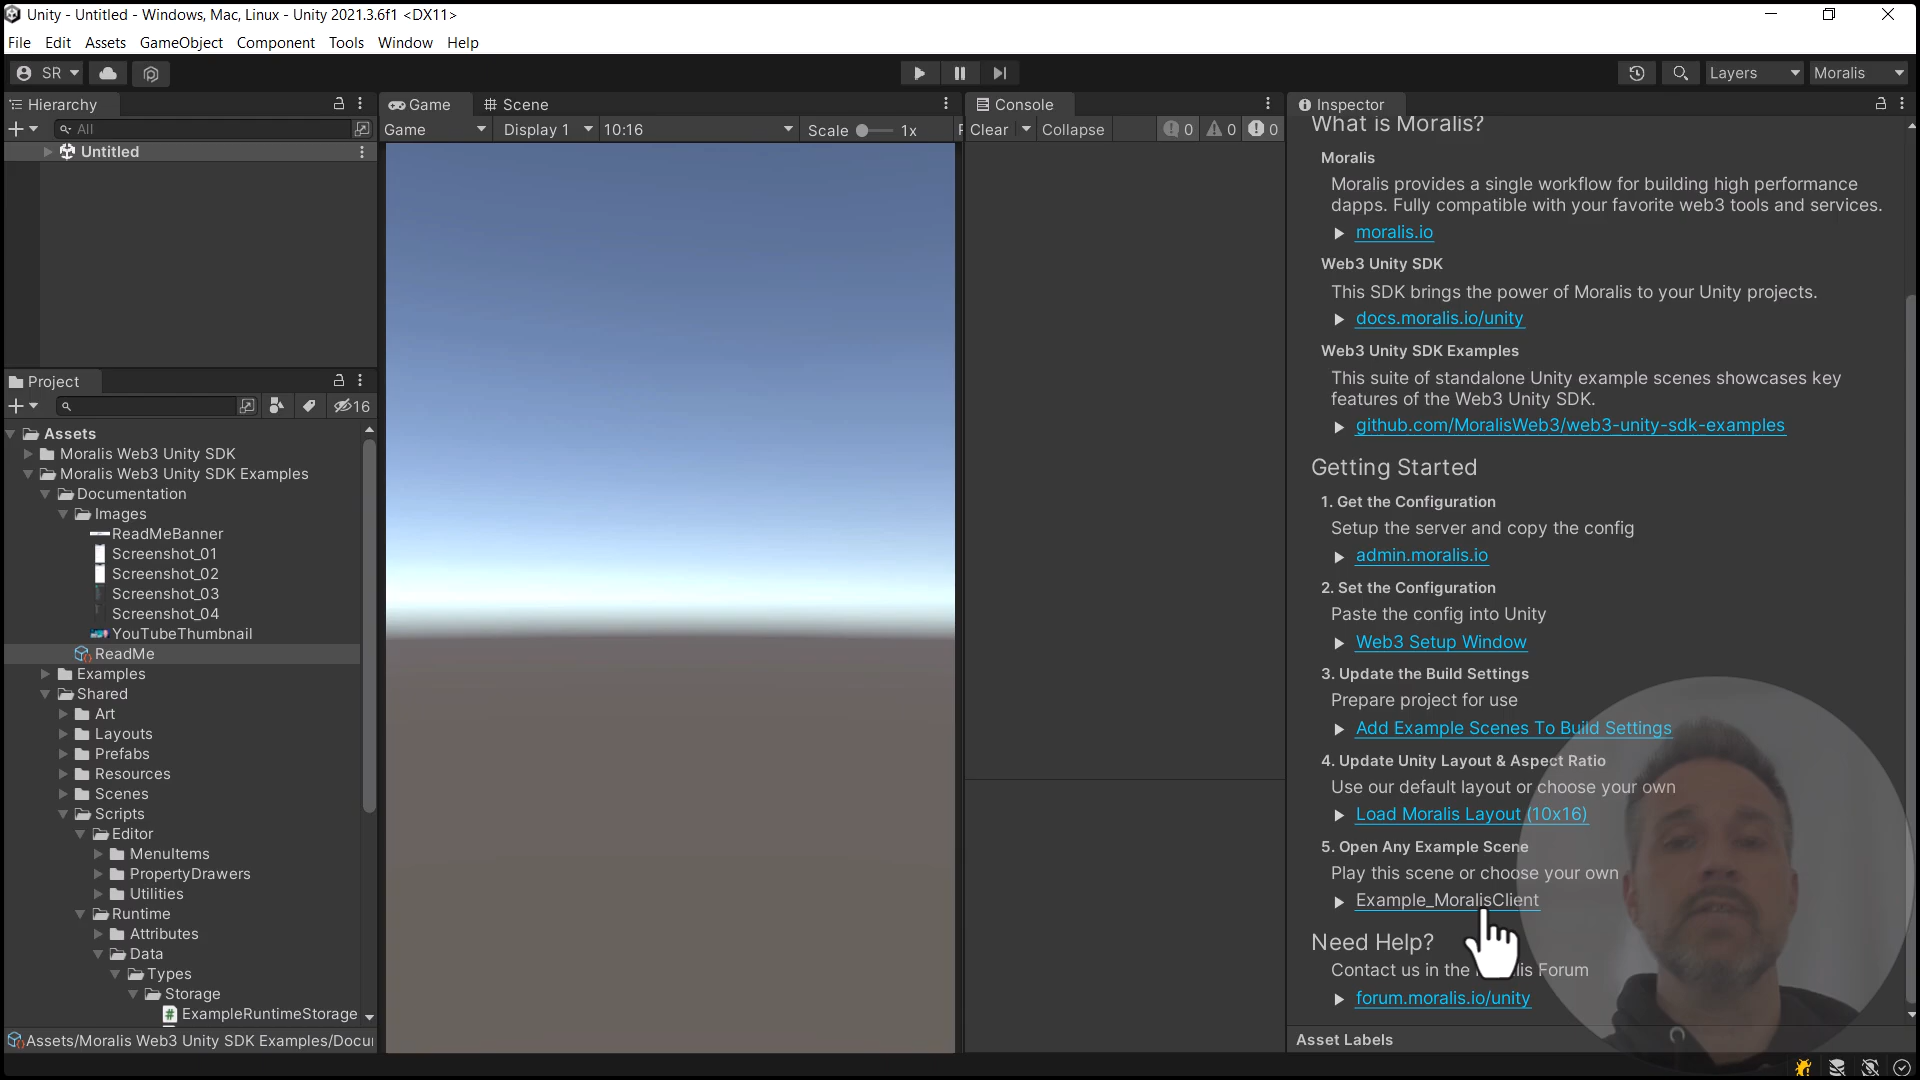 Unity - Untitled - Windows, Mac, Linux - Unity 2021.3.6f1 <DX11>
File Edit Assets GameObject Component Tools Window Help
SR
Layers
Moralis
Hierarchy
All
Untitled
Project
16
Assets
Moralis Web3 Unity SDK
Moralis Web3 Unity SDK Examples
Documentation
Images
ReadMeBanner
Screenshot_01
Screenshot_02
Screenshot_03
Screenshot_04
YouTubeThumbnail
ReadMe
Examples
Shared
Art
Layouts
Prefabs
Resources
Scenes
Scripts
Editor
MenuItems
PropertyDrawers
Utilities
Runtime
Attributes
Data
Types
Storage
ExampleRuntimeStorage
Assets/Moralis Web3 Unity SDK Examples/Docu
Game
Scene
Game
Display 1
10:16
Scale
1x
Console
Clear
Collapse
0
0
0
Inspector
What is Moralis?
Moralis
Moralis provides a single workflow for building high performance
dapps. Fully compatible with your favorite web3 tools and services.
moralis.io
Web3 Unity SDK
This SDK brings the power of Moralis to your Unity projects.
docs.moralis.io/unity
Web3 Unity SDK Examples
This suite of standalone Unity example scenes showcases key
features of the Web3 Unity SDK.
github.com/MoralisWeb3/web3-unity-sdk-examples
Getting Started
1. Get the Configuration
Setup the server and copy the config
admin.moralis.io
2. Set the Configuration
Paste the config into Unity
Web3 Setup Window
3. Update the Build Settings
Prepare project for use
Add Example Scenes To Build Settings
4. Update Unity Layout & Aspect Ratio
Use our default layout or choose your own
Load Moralis Layout (10x16)
5. Open Any Example Scene
Play this scene or choose your own
Example_MoralisClient
Need Help?
Contact us in the Forum
forum.moralis.io/unity
Asset Labels